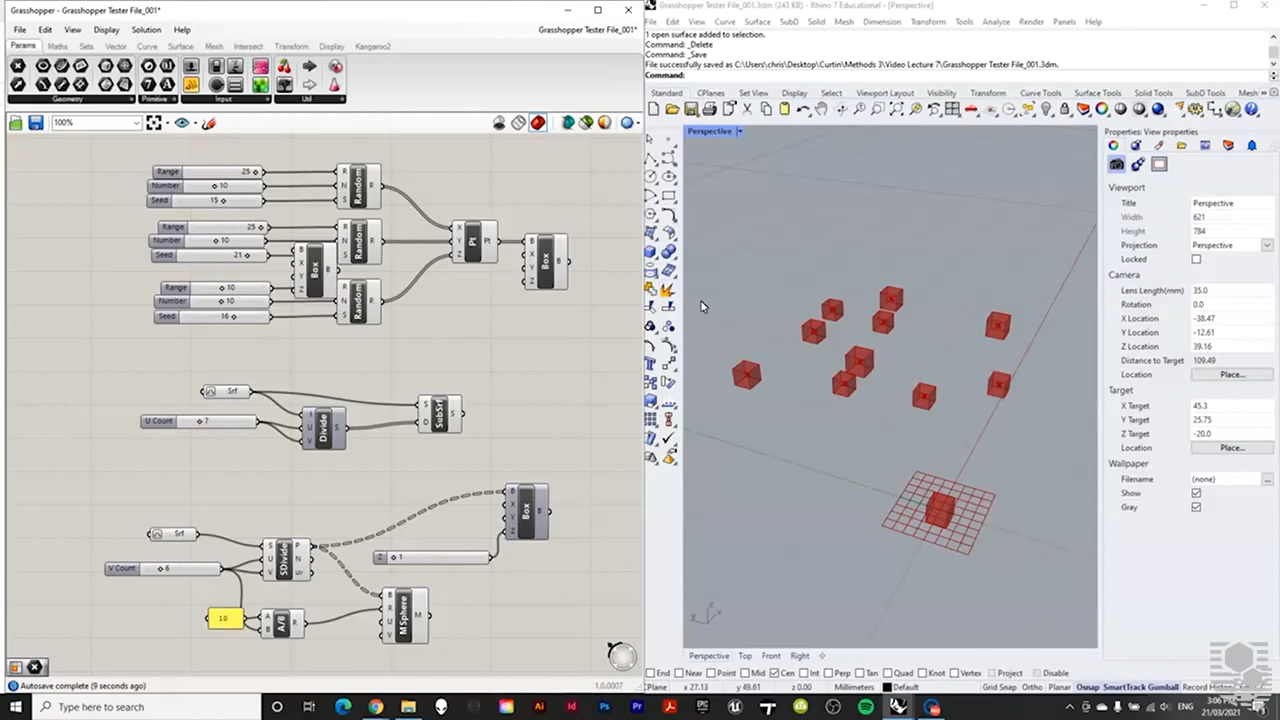 Grasshopper - Grasshopper Tester File_001*
File Edit View Display Solution Help
Grasshopper Tester File_001*
Params Maths Sets Vector Curve Surface Mesh Intersect Transform Display Kangaroo2
Geometry Primitive Input Util
100%
Range 25
Number 10
Seed 15
R N S Random R
Range 25
Number 10
Seed 21
Random R
Range 10
Number 10
Seed 16
R N S Random R
Box
X Y Z Pt Pt
B X Y Z Box B
Srf
U Count 7
I U V Divide S
S D SubSrf S
Srf
V Count 6
S U V SDivide P N uv
Z 1
B X Y Z Box B
10
A B A/B R
B R U V MSphere M
Autosave complete (9 seconds ago)
1.0.0007
Grasshopper Tester File_001.3dm (243 KB) - Rhino 7 Educational - [Perspective]
File Edit View Curve Surface SubD Solid Mesh Dimension Transform Tools Analyze Render Panels Help
1 open surface added to selection.
Command: _Delete
Command: _Save
File successfully saved as C:\Users\chris\Desktop\Curtin\Methods 3\Video Lecture 7\Grasshopper Tester File_001.3dm.
Command:
Standard CPlanes Set View Display Select Viewport Layout Visibility Transform Curve Tools Surface Tools Solid Tools SubD Tools Mesh
Perspective
z y x
Properties: View properties
Viewport
Title Perspective
Width 621
Height 784
Projection Perspective
Locked
Camera
Lens Length(mm) 35.0
Rotation 0.0
X Location -38.47
Y Location -12.61
Z Location 39.16
Distance to Target 109.49
Location Place...
Target
X Target 45.3
Y Target 25.75
Z Target -20.0
Location Place...
Wallpaper
Filename (none) ...
Show
Gray
Perspective Top Front Right
End Near Point Mid Cen Int Perp Tan Quad Knot Vertex Project Disable
CPlane x 27.13 y 49.61 z 0.00 Millimeters Default Grid Snap Ortho Planar Osnap SmartTrack Gumball Record History
Type here to search
ENG
3:06 PM
21/03/2021